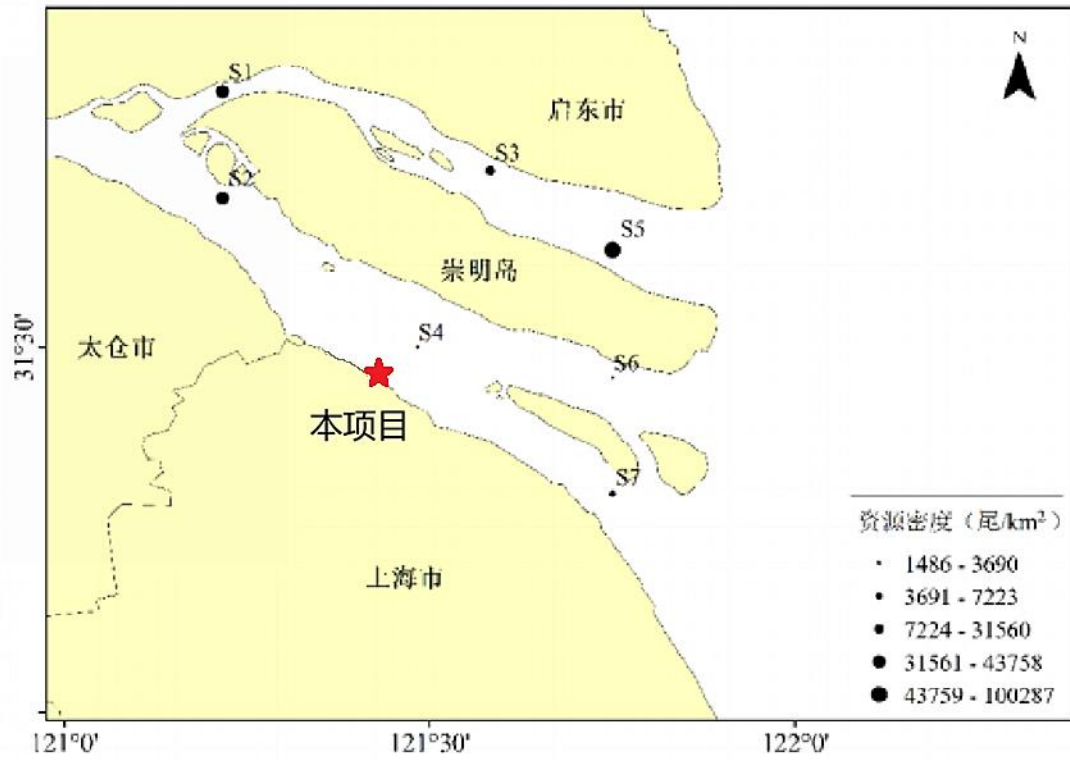 N
S1
启东市
S3
S2
S5
崇明岛
S4
31°30'
太仓市
S6
本项目
S7
资源密度（尾/km²）
上海市
1486 - 3690
3691 - 7223
7224 - 31560
31561 - 43758
43759 - 100287
121°0'
121°30'
122°0'